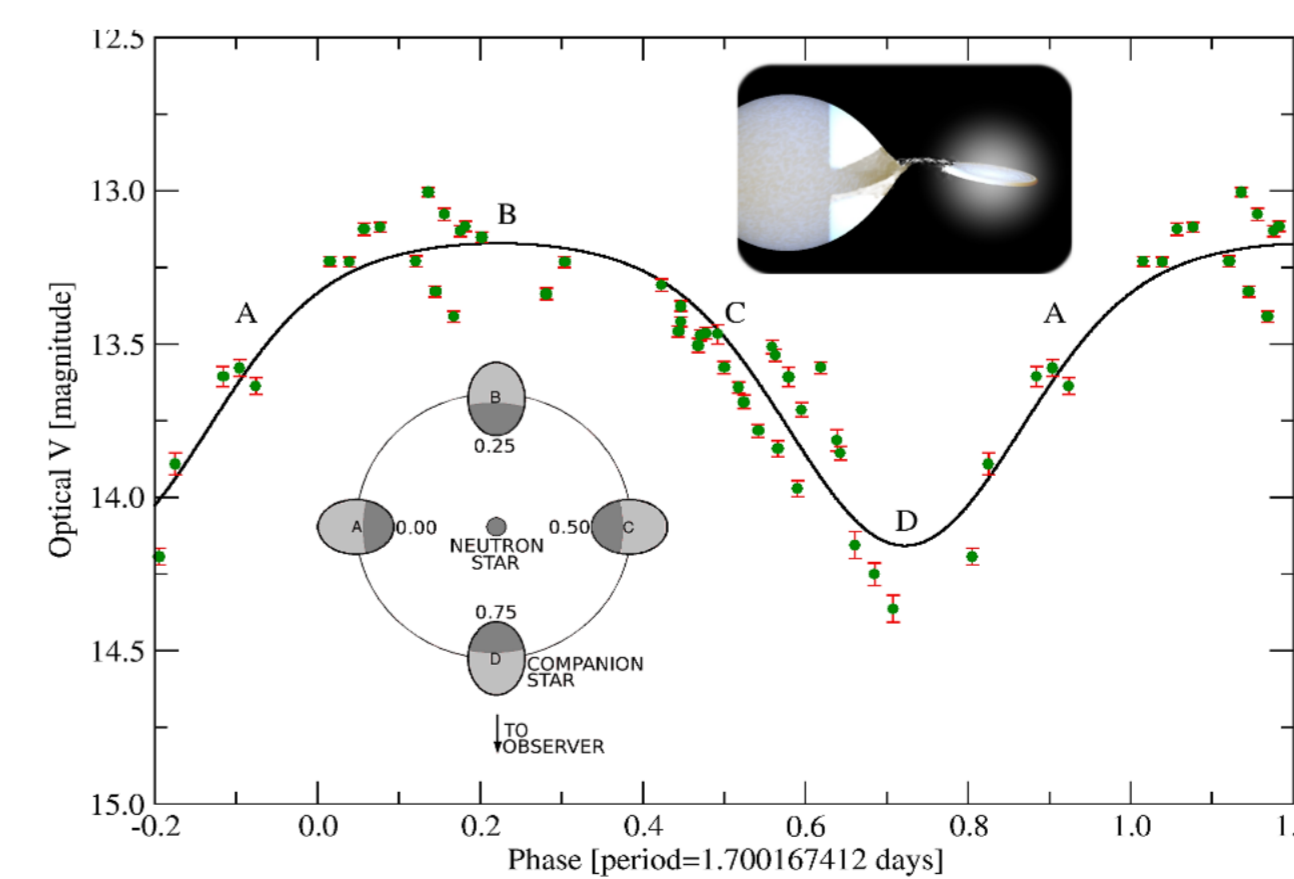 12.5
13.0
13.5
14.0
14.5
15.0
Optical V [magnitude]
A
B
C
D
A
B
0.25
A
0.00
NEUTRON
STAR
0.50
C
0.75
D
COMPANION
STAR
TO
OBSERVER
-0.2
0.0
0.2
0.4
0.6
0.8
1.0
1.
Phase [period=1.700167412 days]